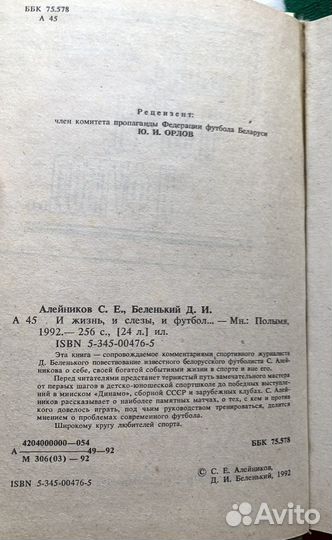 ББК 75.578
А 45
Рецензент:
член комитета пропаганды Федерации футбола Беларуси
Ю. И. ОРЛОВ
Алейников С. Е., Беленький Д. И.
А 45 И жизнь, и слезы, и футбол... — Мн.: Полымя,
1992.— 256 с., [24 л.] ил.
ISBN 5-345-00476-5
Эта книга — сопровождаемое комментариями спортивного журналиста
Д. Беленького повествование известного белорусского футболиста С. Алей-
никова о себе, своей богатой событиями жизни в спорте и вне его.
Перед читателями предстанет тернистый путь замечательного мастера
от первых шагов в детско-юношеской спортшколе до победных выступле-
ний в минском «Динамо», сборной СССР и зарубежных клубах. С. Алей-
ников рассказывает о наиболее памятных матчах, о тех, с кем и против
кого довелось играть, под чьим руководством тренироваться, делится
мнением о проблемах современного футбола.
Широкому кругу любителей спорта.
4204000000—054
А ————— 49—92
М 306(03)—92
ББК 75.578
ISBN 5-345-00476-5
© С. Е. Алейников,
Д. И. Беленький, 1992
Avito